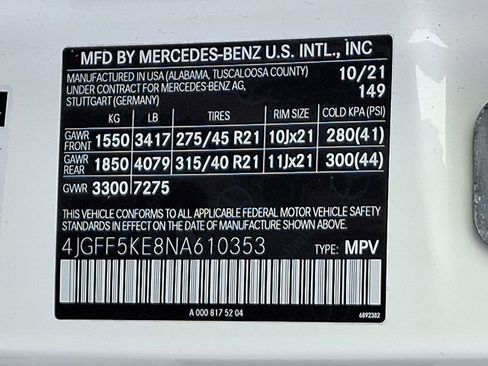 MFD BY MERCEDES-BENZ U.S. INTL., INC
MANUFACTURED IN USA (ALABAMA, TUSCALOOSA COUNTY) 10/21
UNDER CONTRACT FOR MERCEDES-BENZ AG, 149
STUTTGART (GERMANY)
KG LB TIRES RIM SIZE COLD KPA (PSI)
GAWR FRONT 1550 3417 275/45 R21 10Jx21 280(41)
GAWR REAR 1850 4079 315/40 R21 11Jx21 300(44)
GVWR 3300 7275
THIS VEHICLE CONFORMS TO ALL APPLICABLE FEDERAL MOTOR VEHICLE SAFETY AND
THEFT PREVENTION STANDARDS IN EFFECT ON THE DATE OF MANUFACTURE SHOWN ABOVE.
4JGFF5KE8NA610353 TYPE: MPV
A 000 817 52 04 6892382